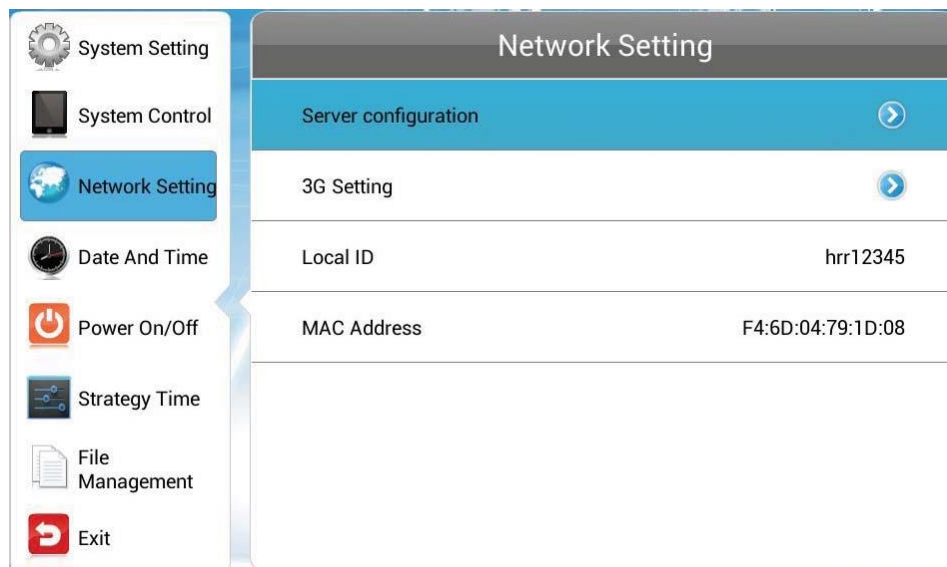 System Setting
System Control
Network Setting
Date And Time
Power On/Off
Strategy Time
File
Management
Exit
Network Setting
Server configuration
3G Setting
Local ID hrr12345
MAC Address F4:6D:04:79:1D:08